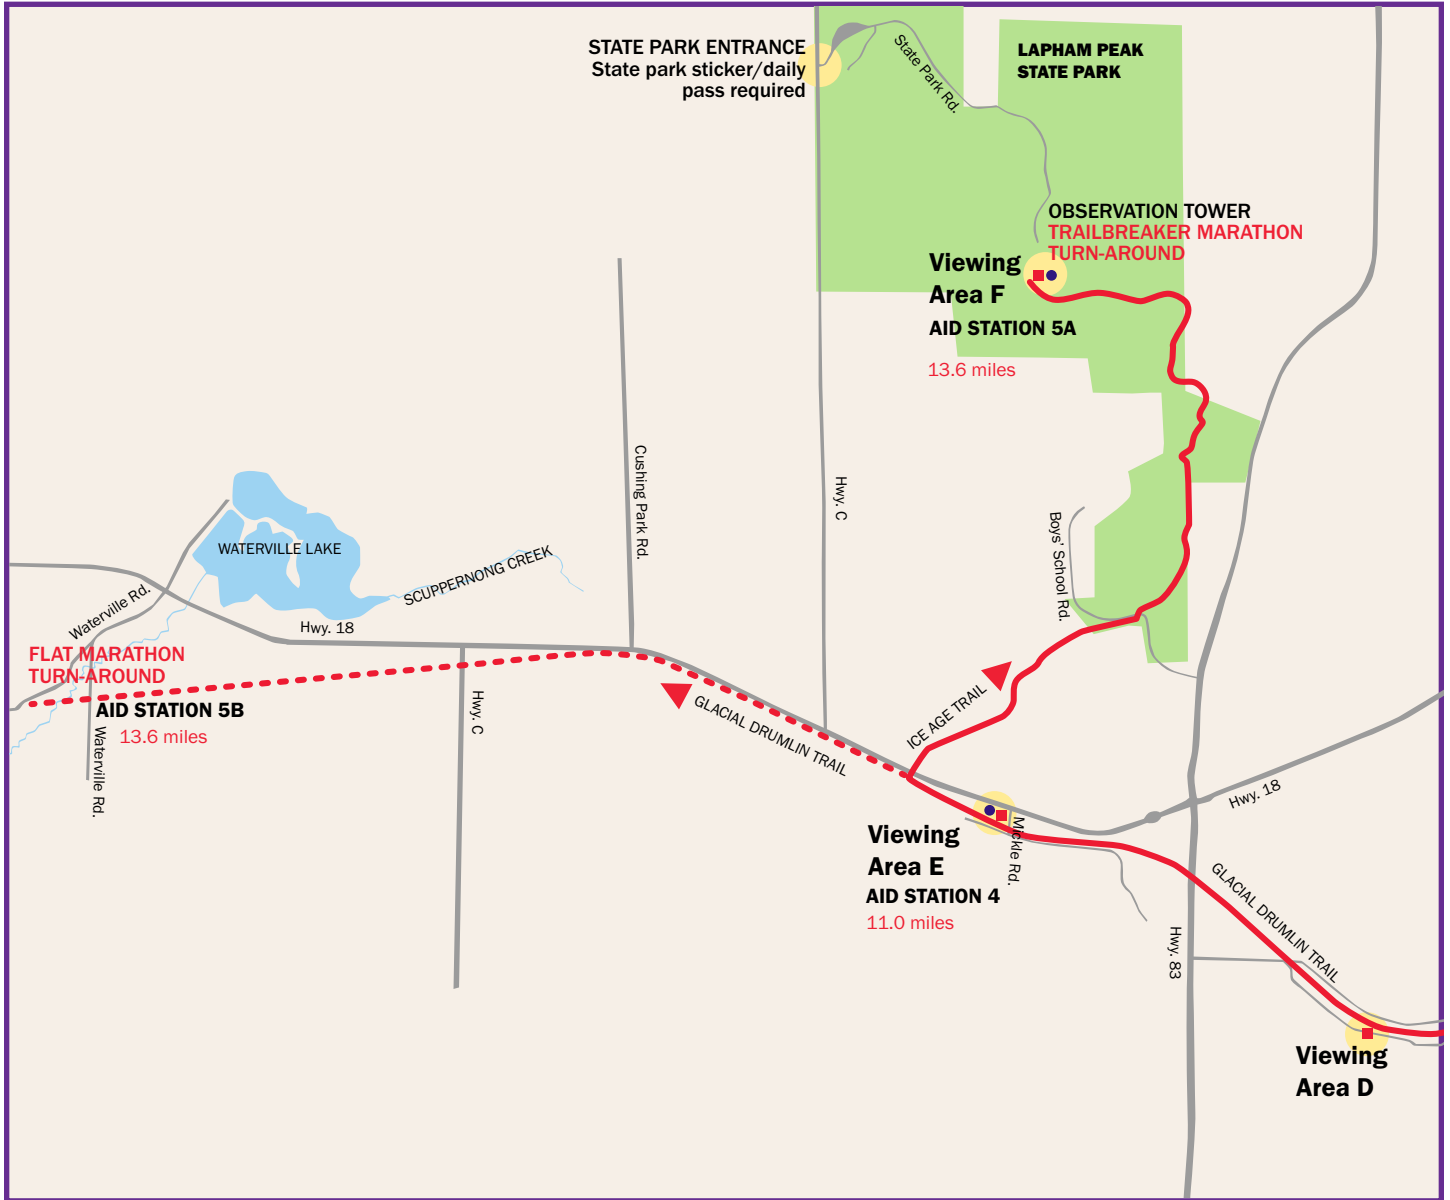 STATE PARK ENTRANCE
State park sticker/daily
pass required
State Park Rd.
LAPHAM PEAK
STATE PARK
OBSERVATION TOWER
TRAILBREAKER MARATHON
TURN-AROUND
Viewing
Area F
AID STATION 5A
13.6 miles
Cushing Park Rd.
Hwy. C
Boys' School Rd.
WATERVILLE LAKE
SCUPPERNONG CREEK
Waterville Rd.
Hwy. 18
FLAT MARATHON
TURN-AROUND
AID STATION 5B
13.6 miles
Waterville Rd.
Hwy. C
GLACIAL DRUMLIN TRAIL
ICE AGE TRAIL
Hwy. 18
Viewing
Area E
AID STATION 4
11.0 miles
Mickle Rd.
GLACIAL DRUMLIN TRAIL
Hwy. 83
Viewing
Area D